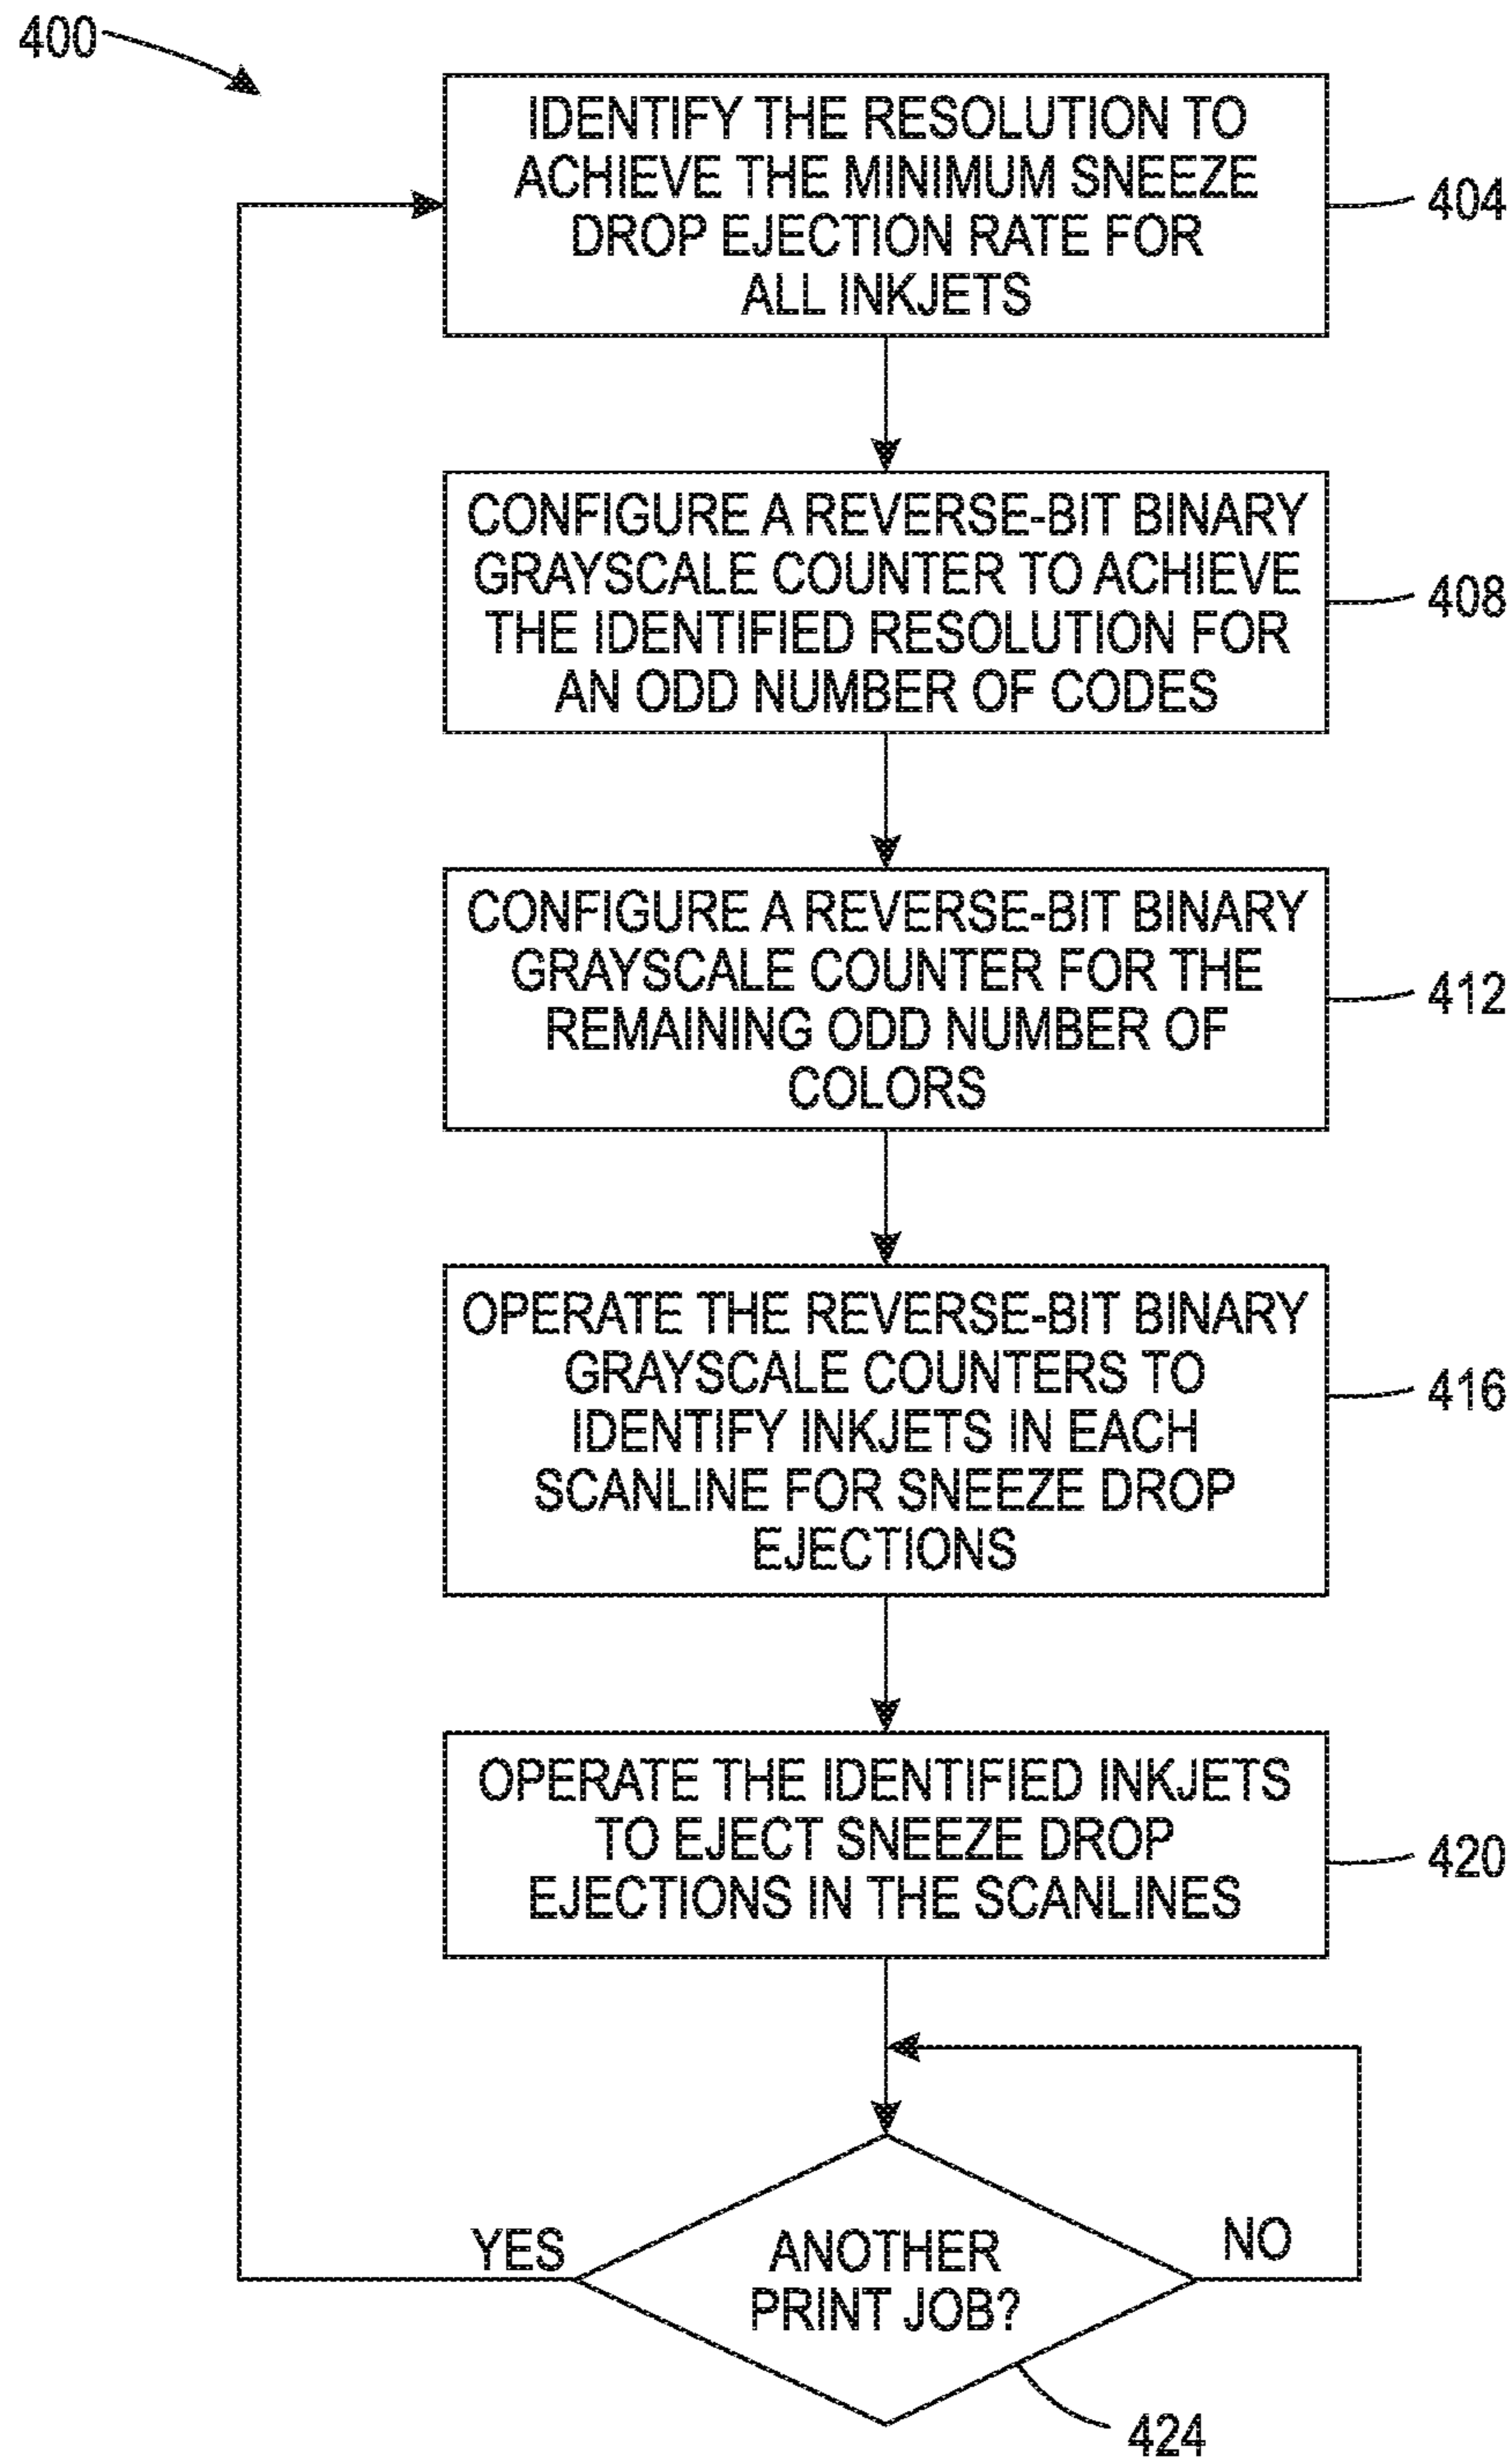 400
IDENTIFY THE RESOLUTION TO
ACHIEVE THE MINIMUM SNEEZE
DROP EJECTION RATE FOR
ALL INKJETS
404
CONFIGURE A REVERSE-BIT BINARY
GRAYSCALE COUNTER TO ACHIEVE
THE IDENTIFIED RESOLUTION FOR
AN ODD NUMBER OF CODES
408
CONFIGURE A REVERSE-BIT BINARY
GRAYSCALE COUNTER FOR THE
REMAINING ODD NUMBER OF
COLORS
412
OPERATE THE REVERSE-BIT BINARY
GRAYSCALE COUNTERS TO
IDENTIFY INKJETS IN EACH
SCANLINE FOR SNEEZE DROP
EJECTIONS
416
OPERATE THE IDENTIFIED INKJETS
TO EJECT SNEEZE DROP
EJECTIONS IN THE SCANLINES
420
YES
ANOTHER
PRINT JOB?
NO
424